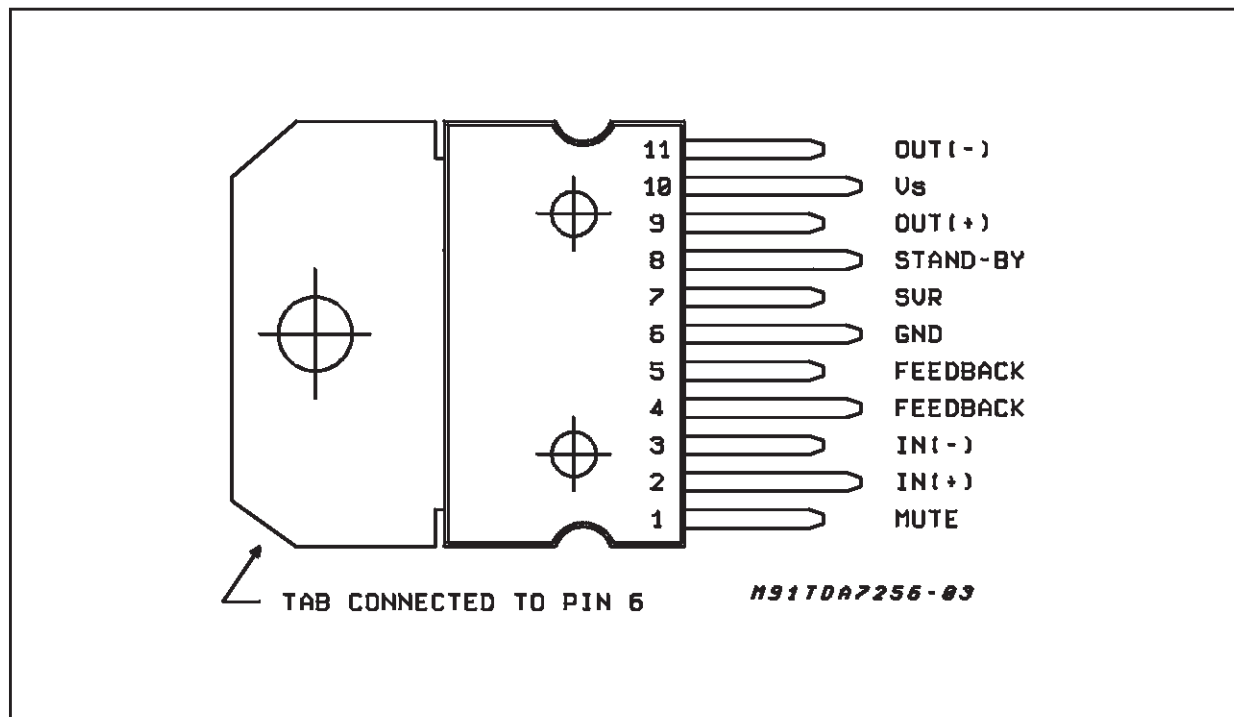 11 OUT(-)
10 Vs
9 OUT(+)
8 STAND-BY
7 SVR
6 GND
5 FEEDBACK
4 FEEDBACK
3 IN(-)
2 IN(+)
1 MUTE
TAB CONNECTED TO PIN 6
M91TDA7256-03